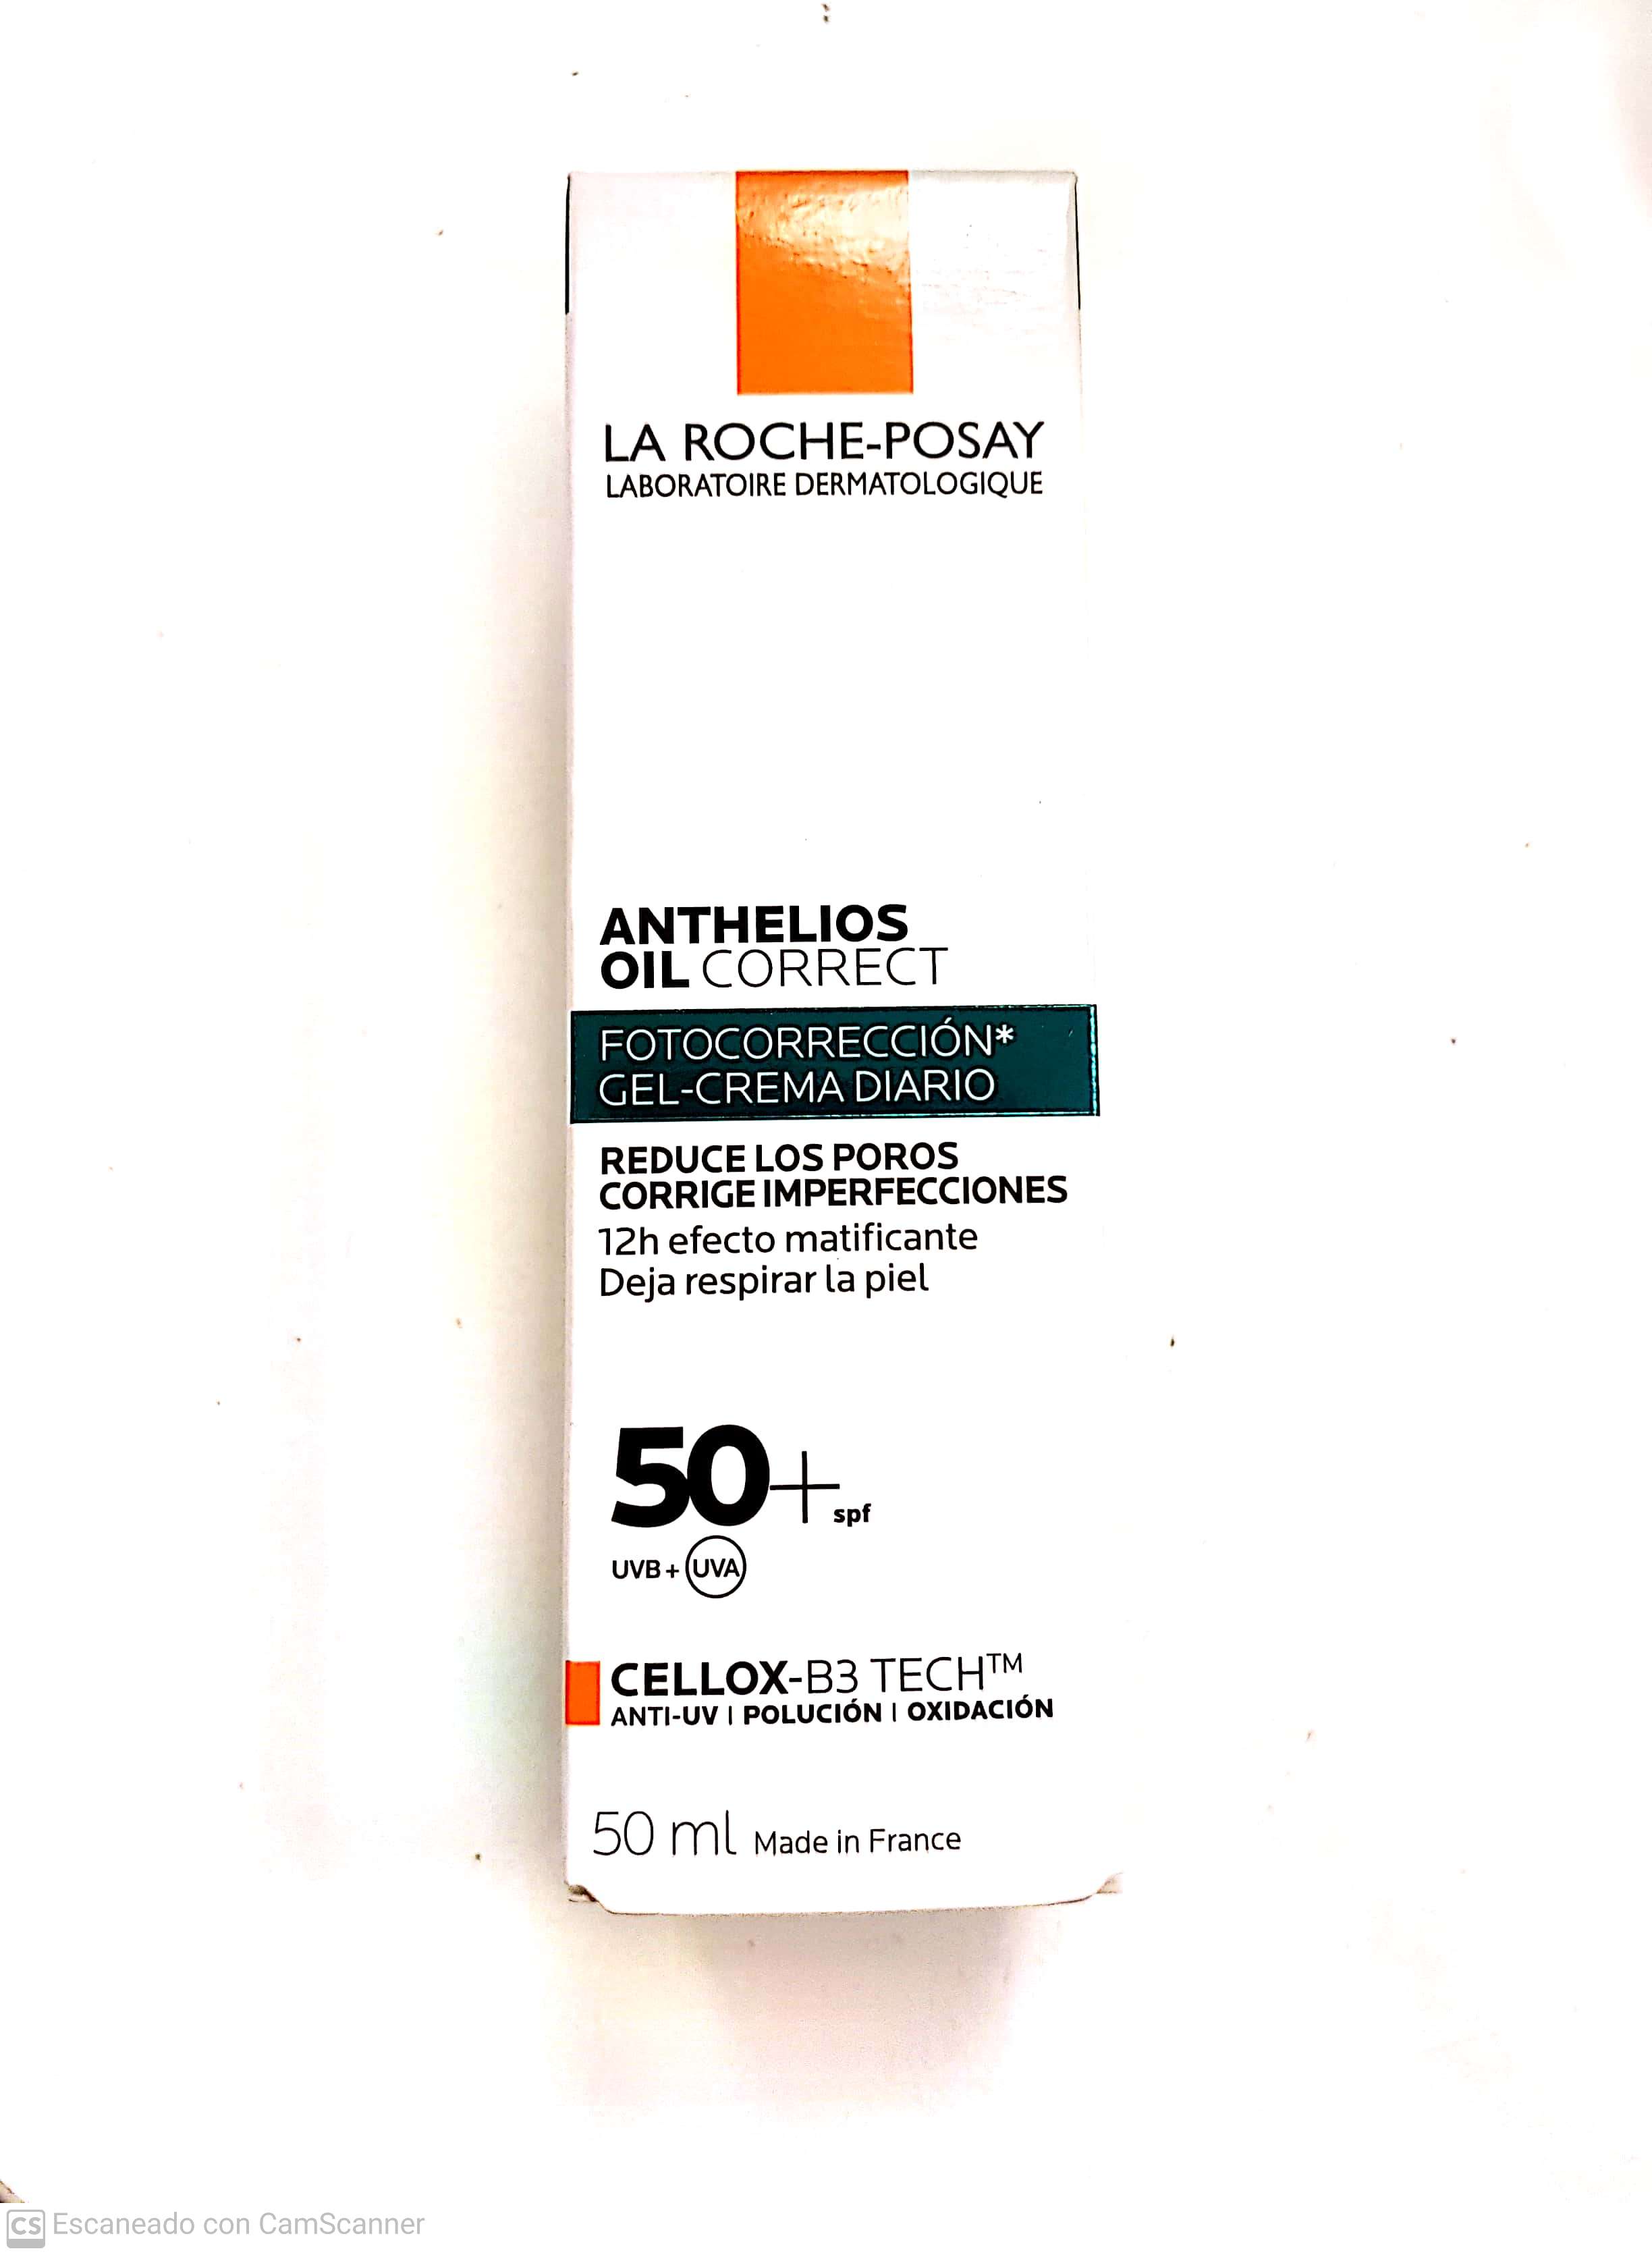 LA ROCHE-POSAY
LABORATOIRE DERMATOLOGIQUE
ANTHELIOS
OIL CORRECT
FOTOCORRECCIÓN*
GEL-CREMA DIARIO
REDUCE LOS POROS
CORRIGE IMPERFECCIONES
12h efecto matificante
Deja respirar la piel
50+ spf
UVB + UVA
CELLOX-B3 TECH™
ANTI-UV | POLUCIÓN | OXIDACIÓN
50 ml Made in France
CS Escaneado con CamScanner